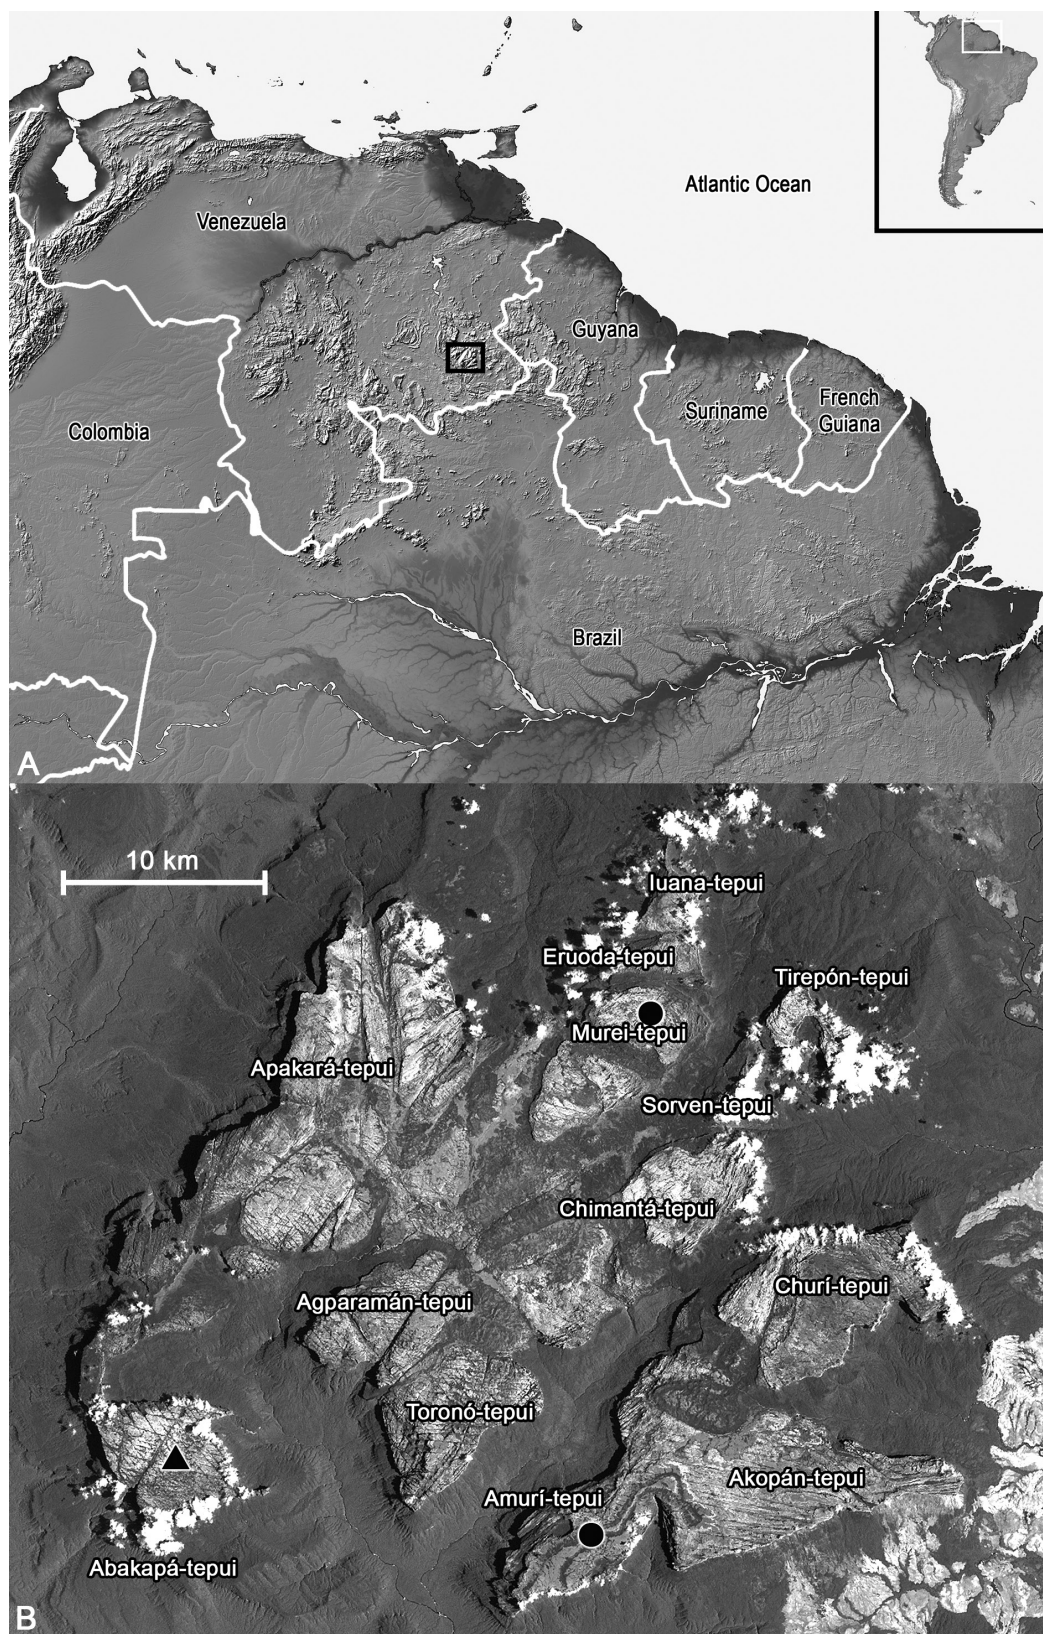 Atlantic Ocean
Venezuela
Guyana
Suriname
French
Guiana
Colombia
Brazil
A
10 km
Iuana-tepui
Eruoda-tepui
Tirepón-tepui
Murei-tepui
Apakará-tepui
Sorven-tepui
Chimantá-tepui
Churí-tepui
Agparamán-tepui
Toronó-tepui
Akopán-tepui
Amurí-tepui
Abakapá-tepui
B